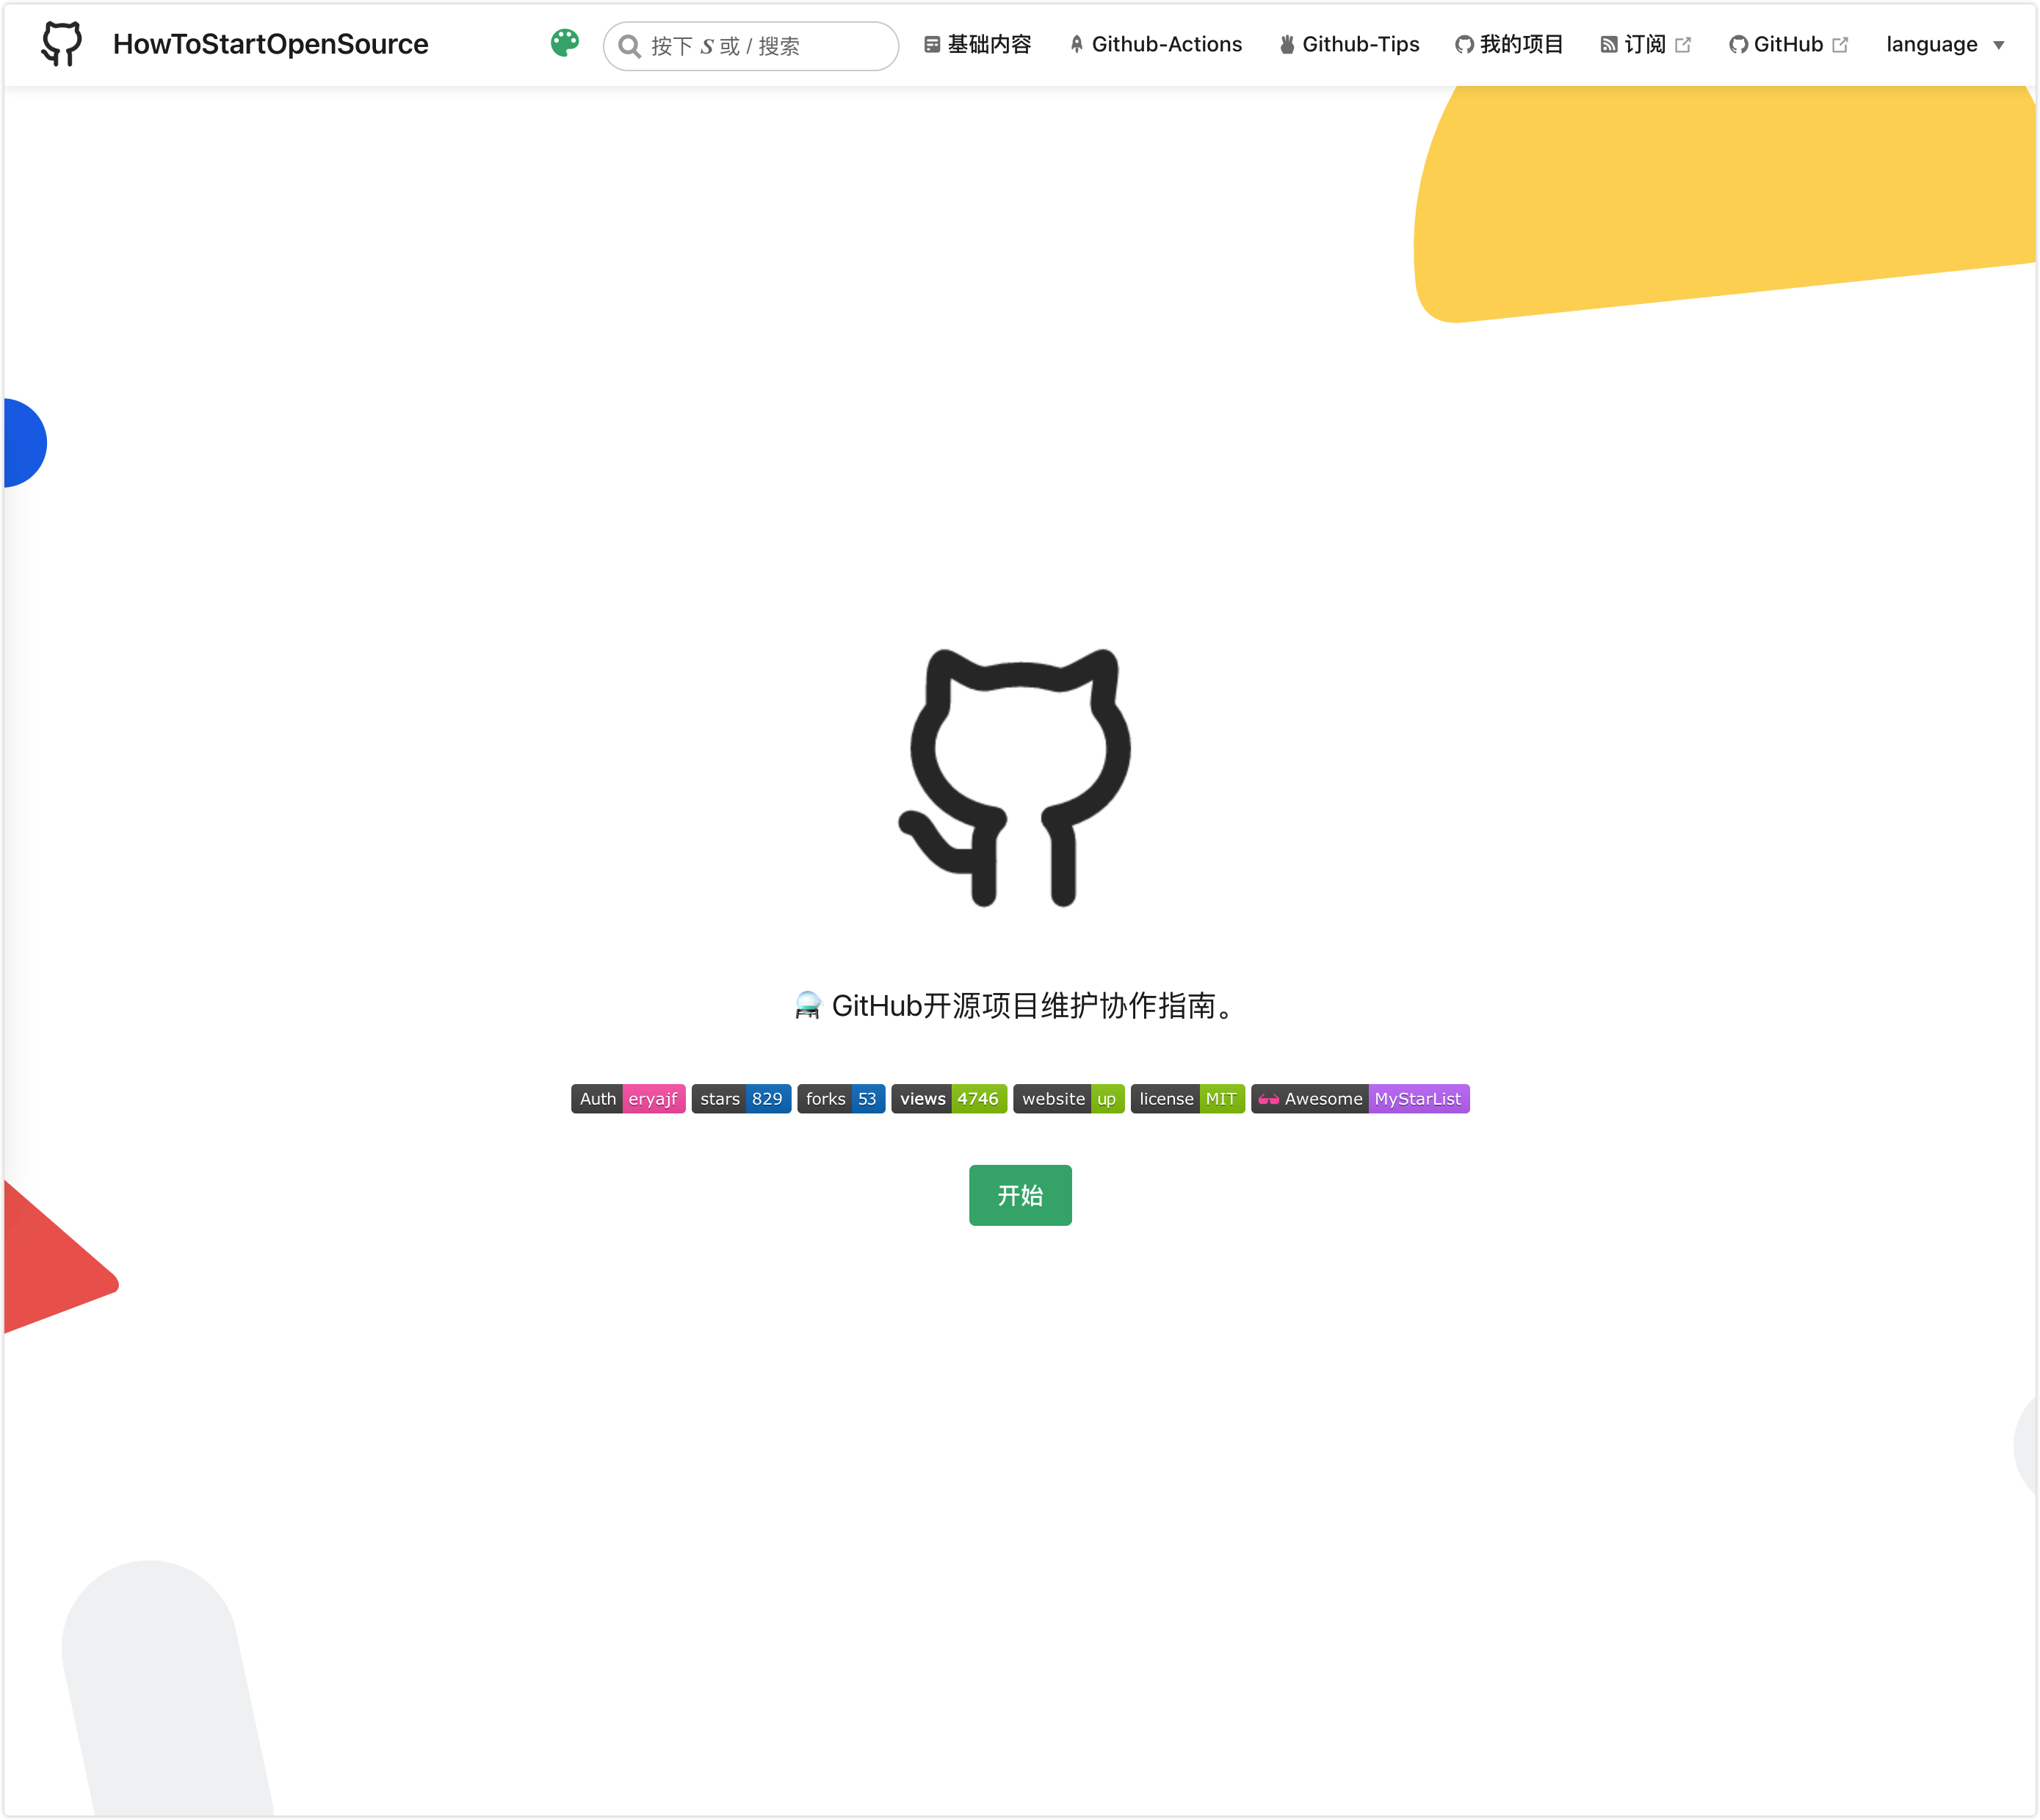 HowToStartOpenSource 按下 S 或 / 搜索 基础内容 Github-Actions Github-Tips 我的项目 订阅 GitHub language
GitHub开源项目维护协作指南。
Auth eryajf stars 829 forks 53 views 4746 website up license MIT Awesome MyStarList
开始